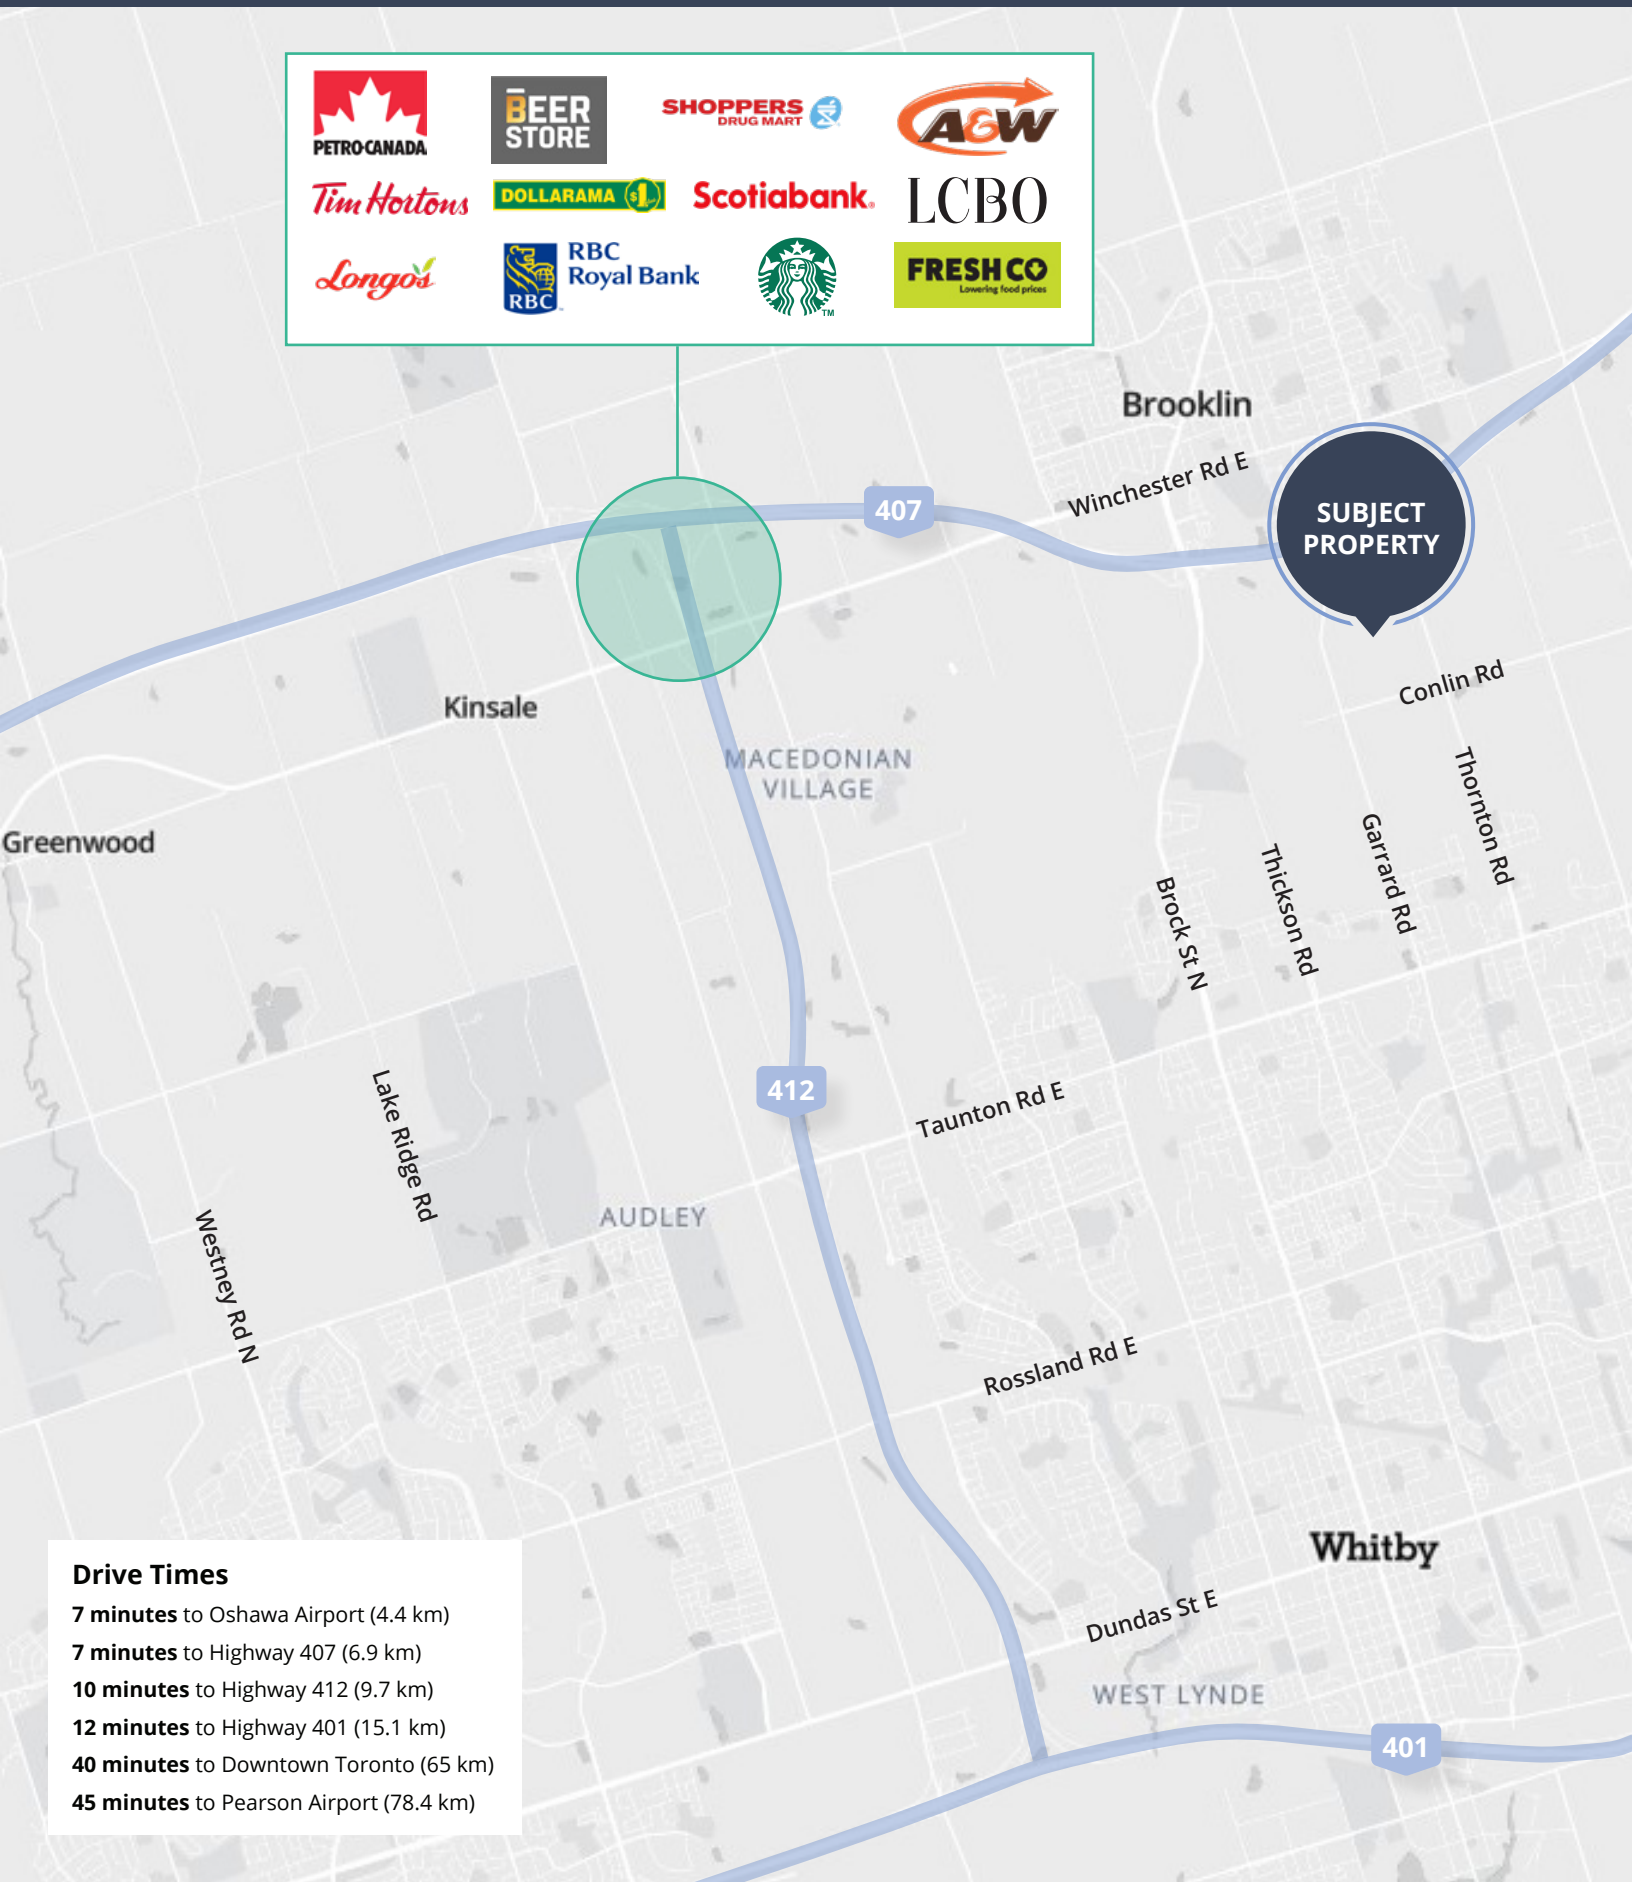 PETRO-CANADA
BEER
STORE
SHOPPERS
DRUG MART
A&W
Tim Hortons
DOLLARAMA $1
Scotiabank
LCBO
Longo's
RBC
RBC
Royal Bank
TM
FRESHCO
Lowering food prices
Brooklin
Winchester Rd E
407
SUBJECT
PROPERTY
Conlin Rd
Kinsale
MACEDONIAN
VILLAGE
Thornton Rd
Garrard Rd
Greenwood
Thickson Rd
Brock St N
412
Taunton Rd E
Lake Ridge Rd
AUDLEY
Westney Rd N
Rossland Rd E
Whitby
Dundas St E
WEST LYNDE
401
Drive Times
7 minutes to Oshawa Airport (4.4 km)
7 minutes to Highway 407 (6.9 km)
10 minutes to Highway 412 (9.7 km)
12 minutes to Highway 401 (15.1 km)
40 minutes to Downtown Toronto (65 km)
45 minutes to Pearson Airport (78.4 km)